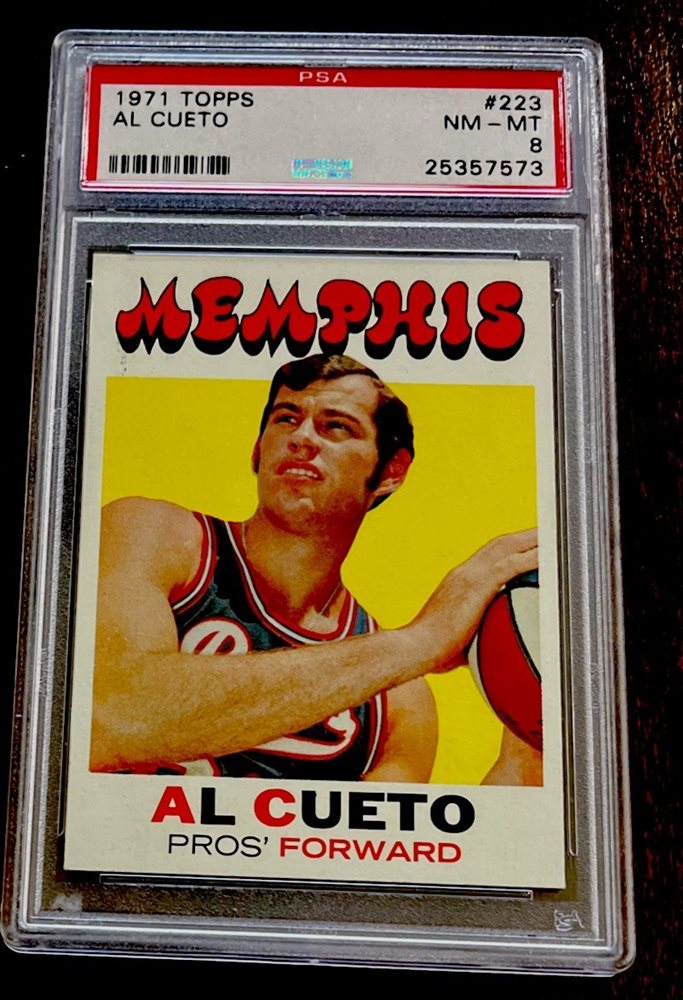 PSA
1971 TOPPS #223
AL CUETO NM - MT
8
25357573
MEMPHIS
AL CUETO
PROS' FORWARD